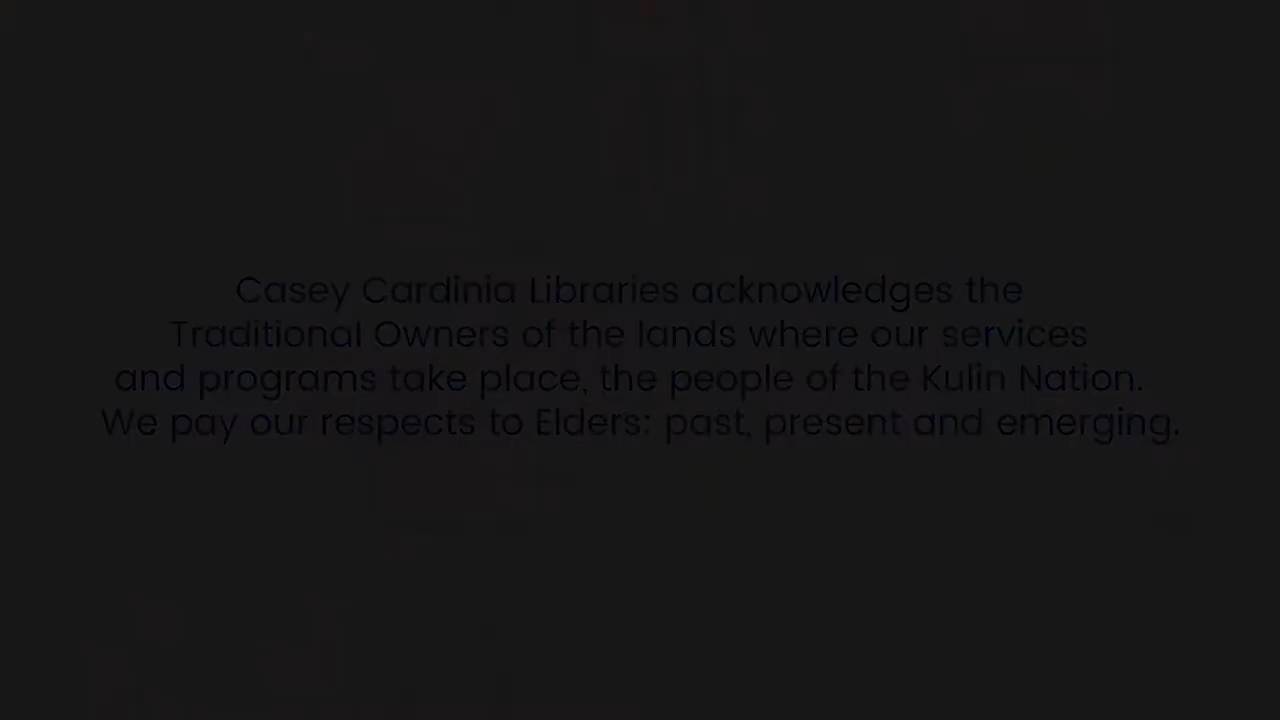 Casey Cardinia Libraries acknowledges the
Traditional Owners of the lands where our services
and programs take place, the people of the Kulin Nation.
We pay our respects to Elders: past, present and emerging.